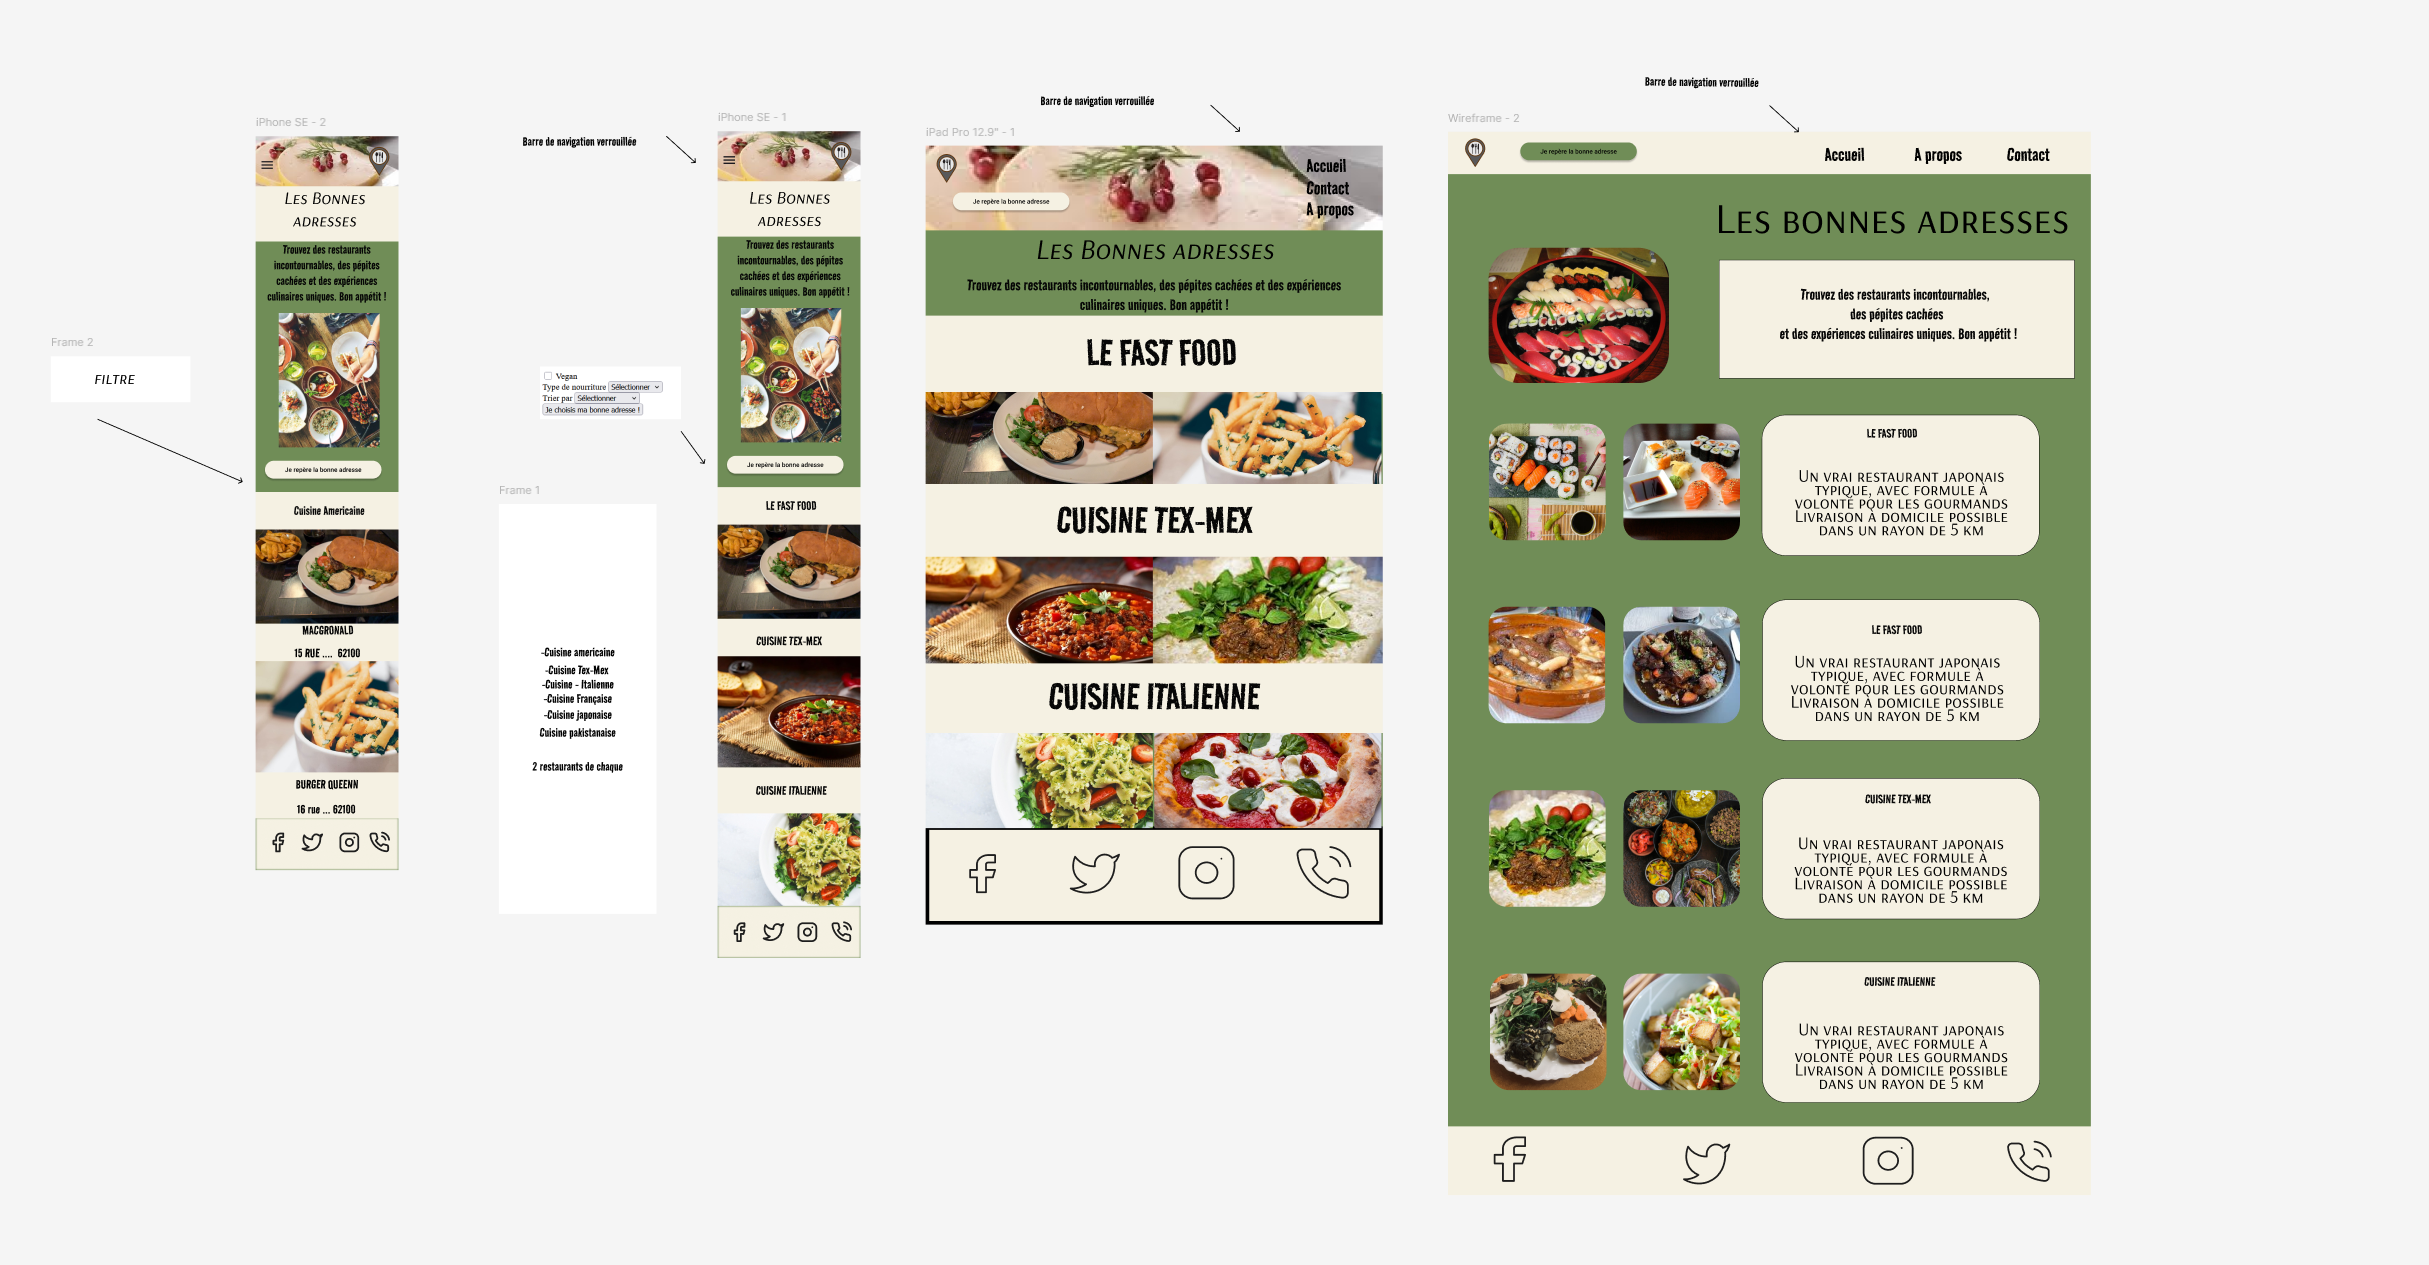 Frame 2
FILTRE
iPhone SE - 2
Les Bonnes
adresses
Trouvez des restaurants
incontournables, des pépites
cachées et des expériences
culinaires uniques. Bon appétit !
Je repère la bonne adresse
Cuisine Americaine
MACGRONALD
15 RUE .... 62100
BURGER QUEENN
16 rue ... 62100
Barre de navigation verrouillée
Vegan
Type de nourriture Sélectionner
Trier par Sélectionner
Je choisis ma bonne adresse !
Frame 1
-Cuisine americaine
-Cuisine Tex-Mex
-Cuisine - Italienne
-Cuisine Française
-Cuisine japonaise
Cuisine pakistanaise
2 restaurants de chaque
iPhone SE - 1
Les Bonnes
adresses
Trouvez des restaurants
incontournables, des pépites
cachées et des expériences
culinaires uniques. Bon appétit !
Je repère la bonne adresse
LE FAST FOOD
CUISINE TEX-MEX
CUISINE ITALIENNE
Barre de navigation verrouillée
iPad Pro 12.9" - 1
Accueil
Contact
A propos
Je repère la bonne adresse
Les Bonnes adresses
Trouvez des restaurants incontournables, des pépites cachées et des expériences
culinaires uniques. Bon appétit !
LE FAST FOOD
CUISINE TEX-MEX
CUISINE ITALIENNE
Barre de navigation verrouillée
Wireframe - 2
Je repère la bonne adresse
Accueil
A propos
Contact
Les bonnes adresses
Trouvez des restaurants incontournables,
des pépites cachées
et des expériences culinaires uniques. Bon appétit !
LE FAST FOOD
Un vrai restaurant japonais
typique, avec formule à
volonté pour les gourmands
Livraison à domicile possible
dans un rayon de 5 km
LE FAST FOOD
Un vrai restaurant japonais
typique, avec formule à
volonté pour les gourmands
Livraison à domicile possible
dans un rayon de 5 km
CUISINE TEX-MEX
Un vrai restaurant japonais
typique, avec formule à
volonté pour les gourmands
Livraison à domicile possible
dans un rayon de 5 km
CUISINE ITALIENNE
Un vrai restaurant japonais
typique, avec formule à
volonté pour les gourmands
Livraison à domicile possible
dans un rayon de 5 km